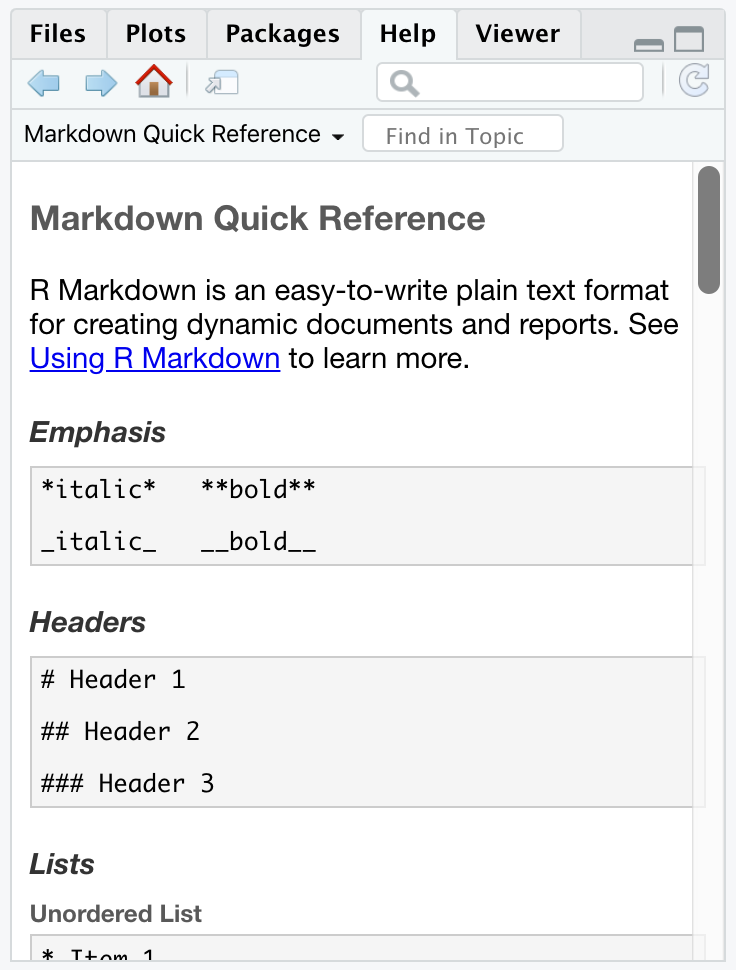 Files Plots Packages Help Viewer
Markdown Quick Reference Find in Topic
Markdown Quick Reference
R Markdown is an easy-to-write plain text format
for creating dynamic documents and reports. See
Using R Markdown to learn more.
Emphasis
*italic*   **bold**
_italic_   __bold__
Headers
# Header 1
## Header 2
### Header 3
Lists
Unordered List
* Item 1